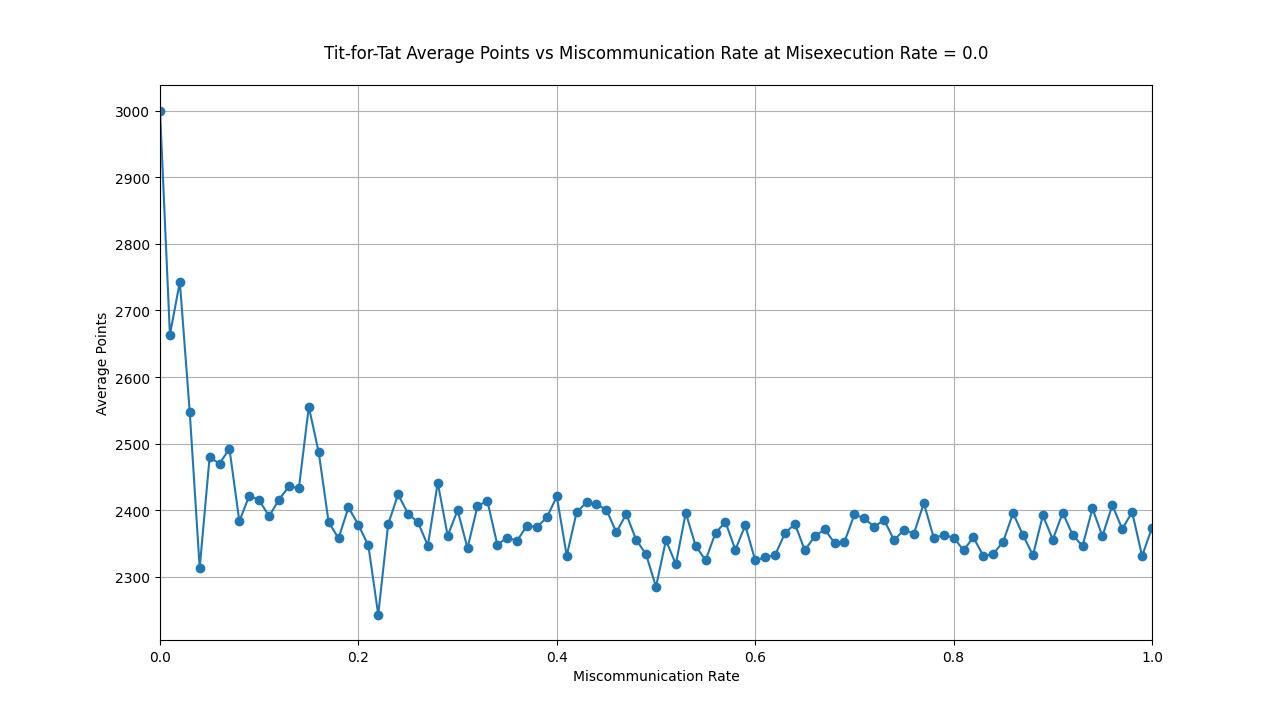 Tit-for-Tat Average Points vs Miscommunication Rate at Misexecution Rate = 0.0
3000
2900
2800
2700
2600
2500
2400
2300
Average Points
0.0 0.2 0.4 0.6 0.8 1.0
Miscommunication Rate